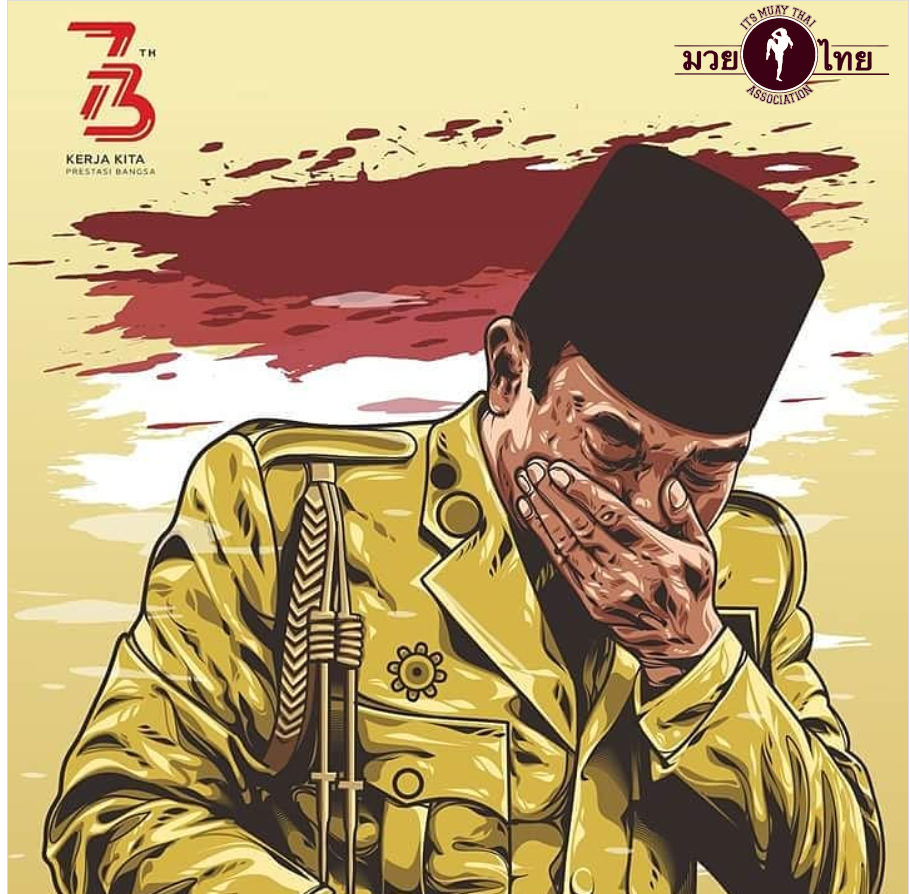 73 TH
KERJA KITA
PRESTASI BANGSA
ITS MUAY THAI
มวย ไทย
ASSOCIATION